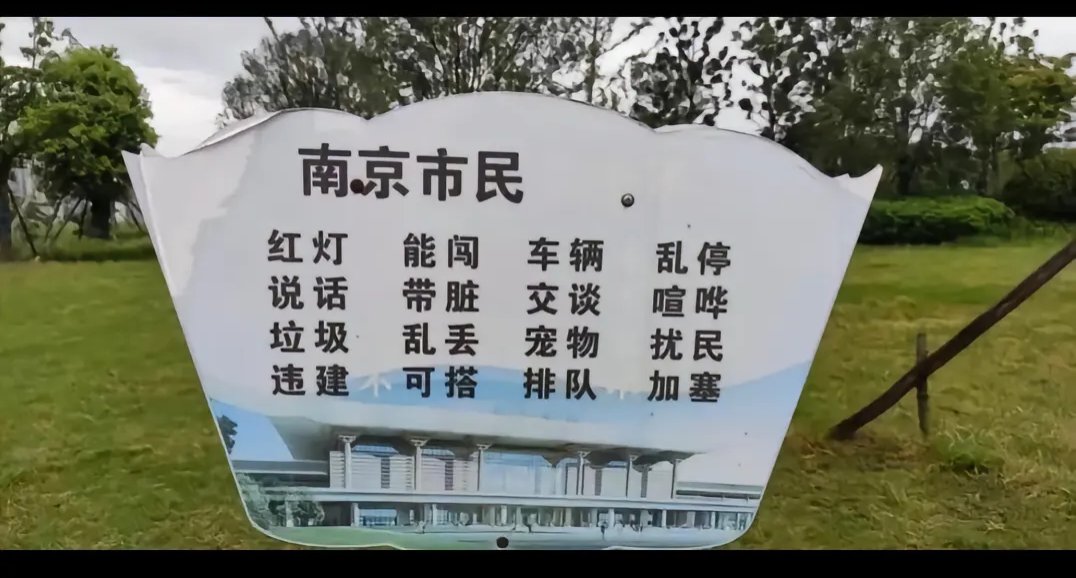 南京市民
红灯 能闯 车辆 乱停
说话 带脏 交谈 喧哗
垃圾 乱丢 宠物 扰民
违建 可搭 排队 加塞